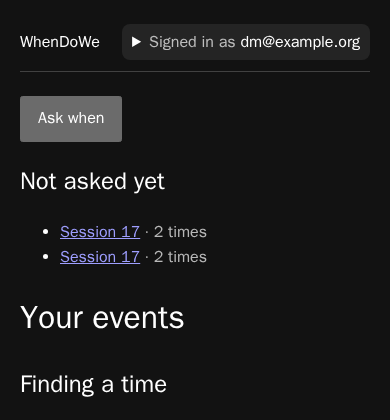 WhenDoWe
▶ Signed in as dm@example.org
Ask when
Not asked yet
• Session 17 · 2 times
• Session 17 · 2 times
Your events
Finding a time